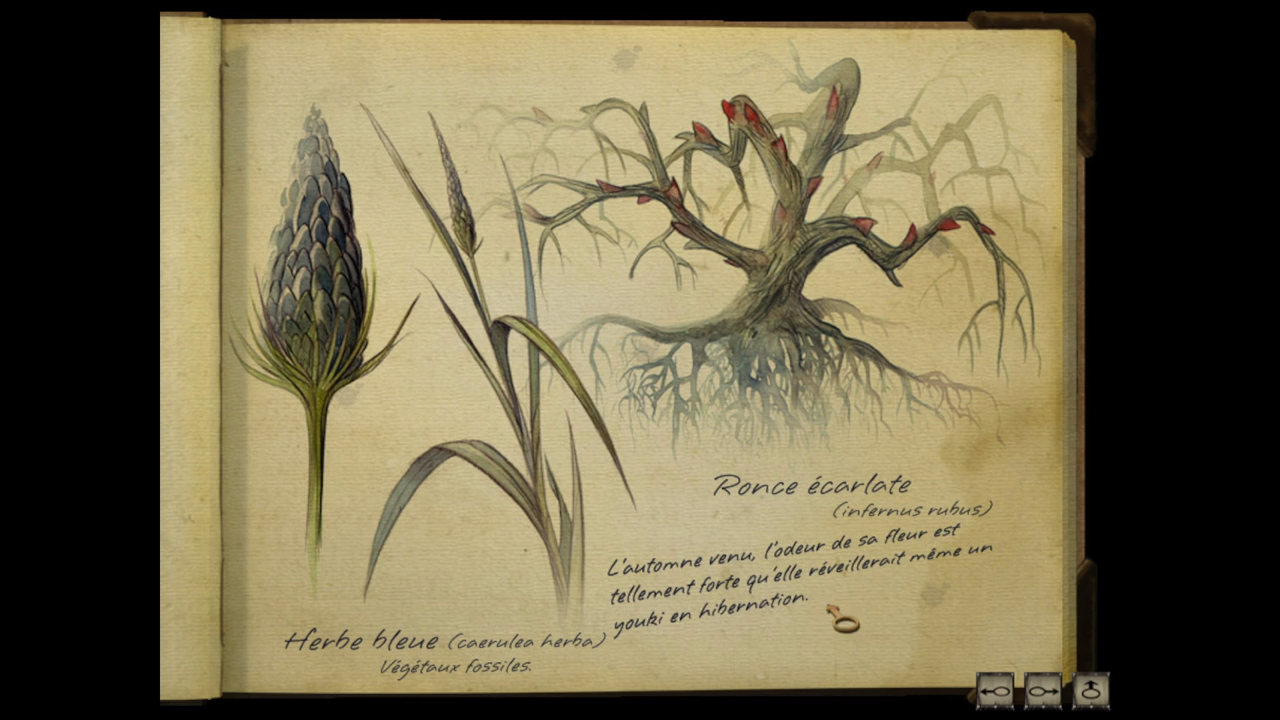 Ronce écarlate
(infernus rubus)
L'automne venu, l'odeur de sa fleur est
tellement forte qu'elle réveillerait même un
youki en hibernation.
Herbe bleue (caerulea herba)
Végétaux fossiles.